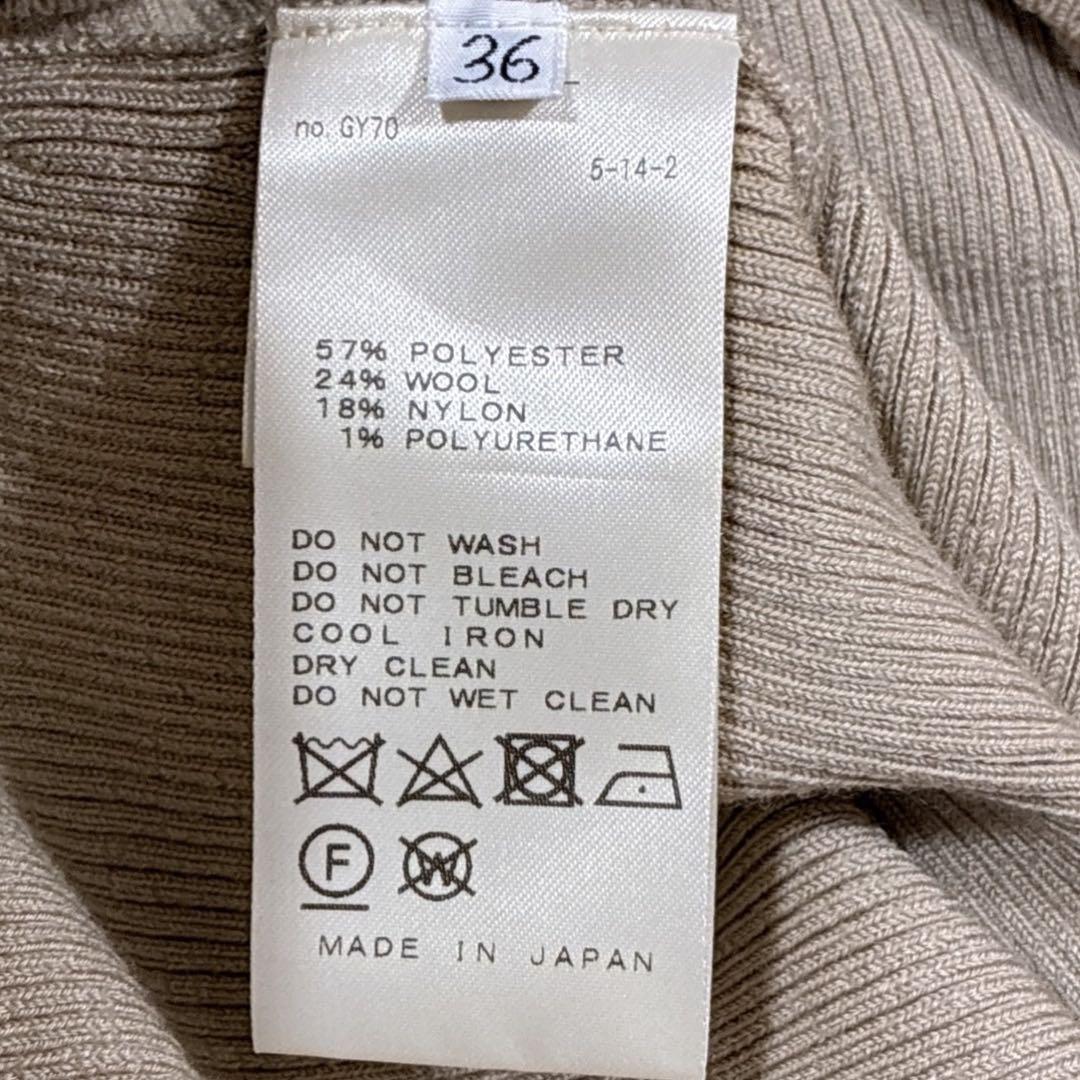 36
no. GY70
5-14-2
57% POLYESTER
24% WOOL
18% NYLON
1% POLYURETHANE
DO NOT WASH
DO NOT BLEACH
DO NOT TUMBLE DRY
COOL IRON
DRY CLEAN
DO NOT WET CLEAN
F W
MADE IN JAPAN